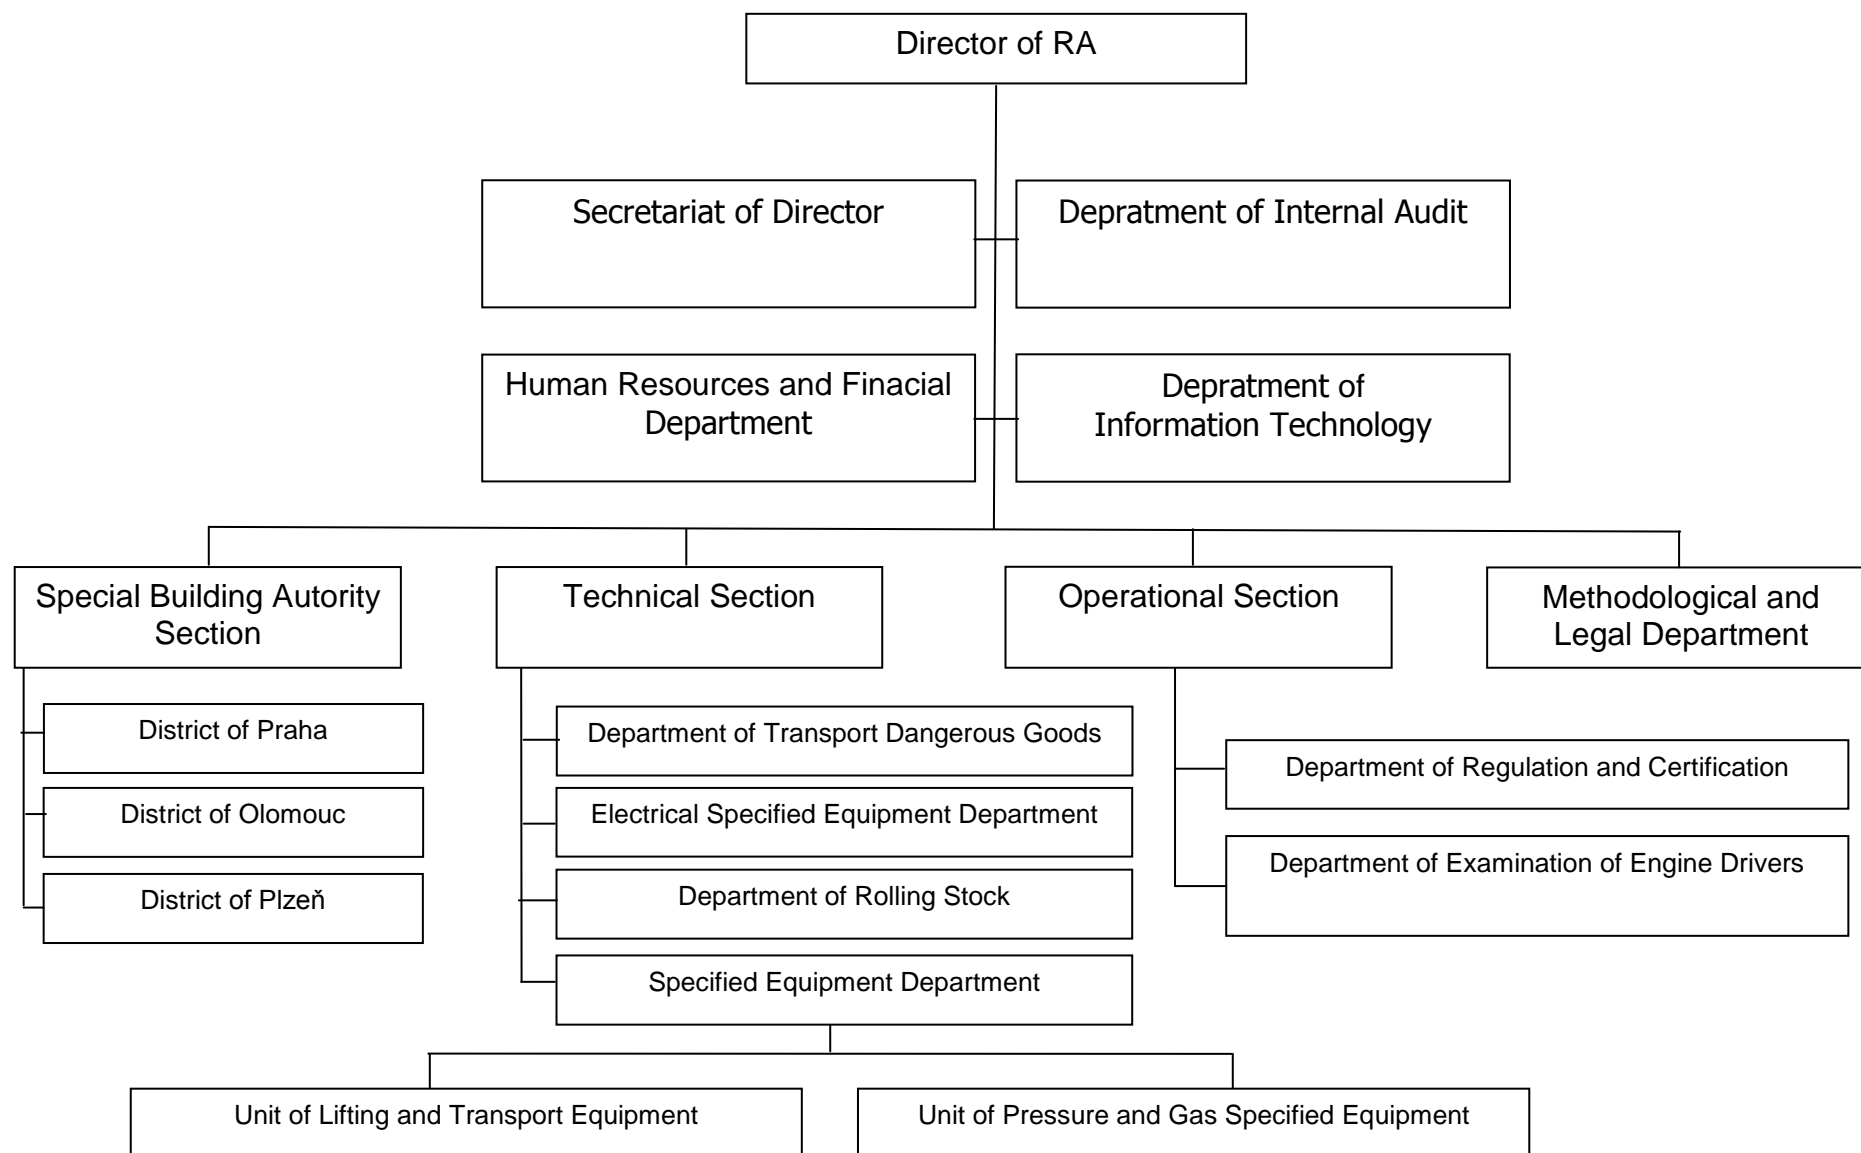 Director of RA
Secretariat of Director
Depratment of Internal Audit
Human Resources and Finacial
Department
Depratment of
Information Technology
Special Building Autority
Section
Technical Section
Operational Section
Methodological and
Legal Department
District of Praha
District of Olomouc
District of Plzeň
Department of Transport Dangerous Goods
Electrical Specified Equipment Department
Department of Rolling Stock
Specified Equipment Department
Department of Regulation and Certification
Department of Examination of Engine Drivers
Unit of Lifting and Transport Equipment
Unit of Pressure and Gas Specified Equipment